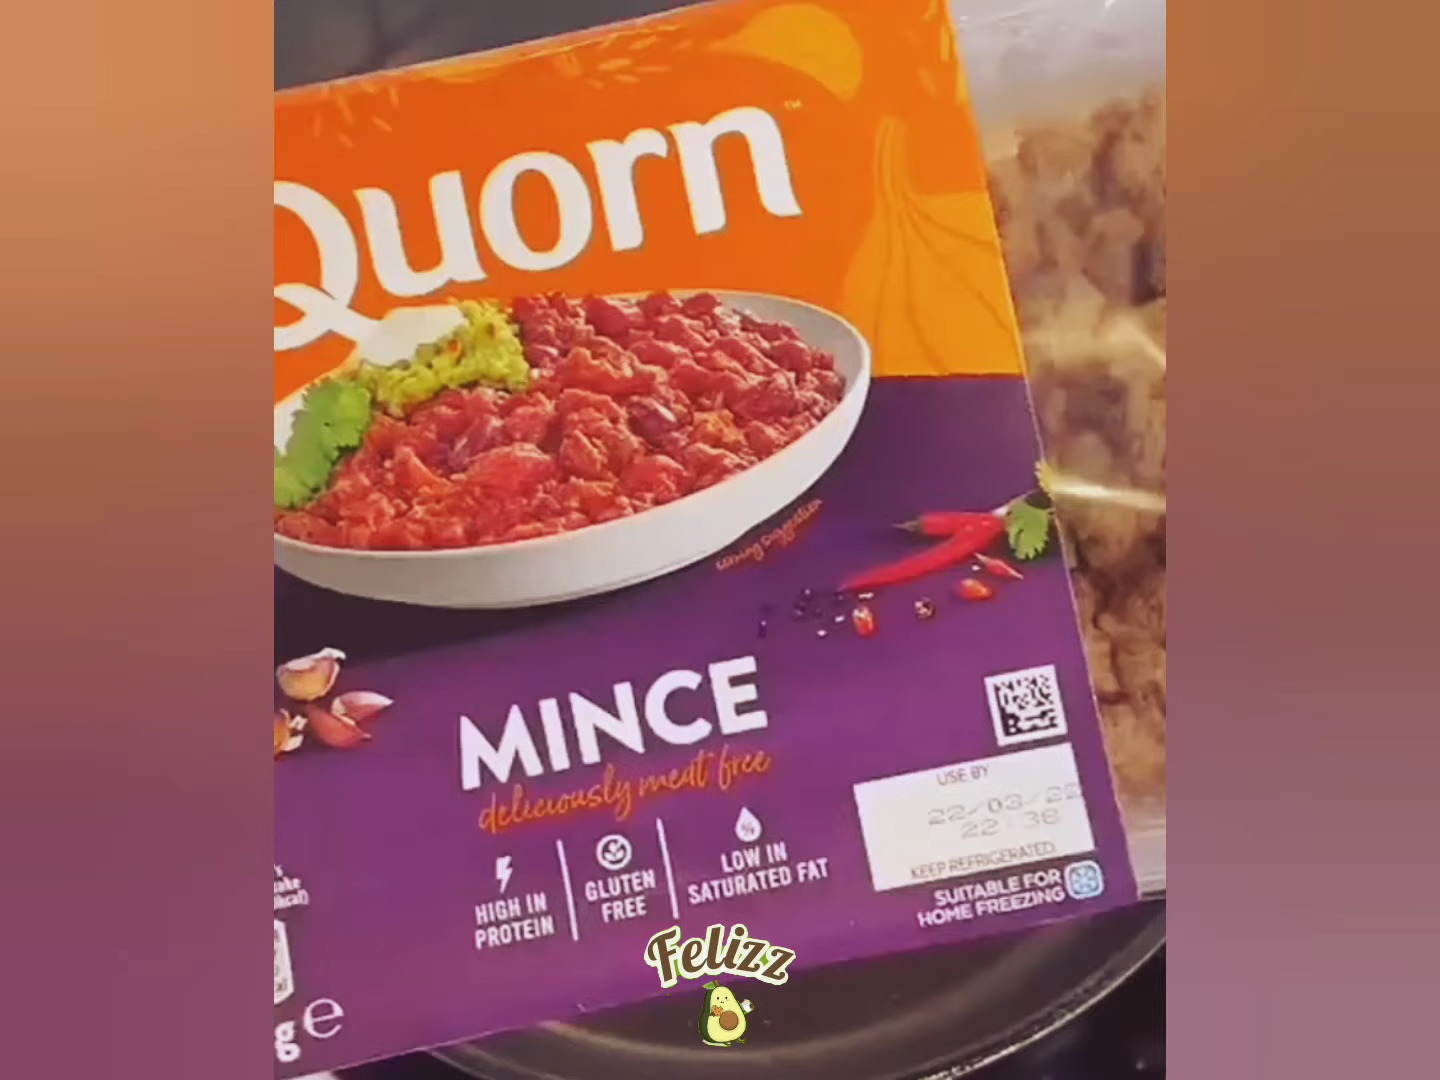 Quorn™
serving suggestion
MINCE
deliciously meat free
HIGH IN
PROTEIN
GLUTEN
FREE
%
LOW IN
SATURATED FAT
USE BY
22/03/22
22:38
KEEP REFRIGERATED.
SUITABLE FOR
HOME FREEZING
g e
Felizz